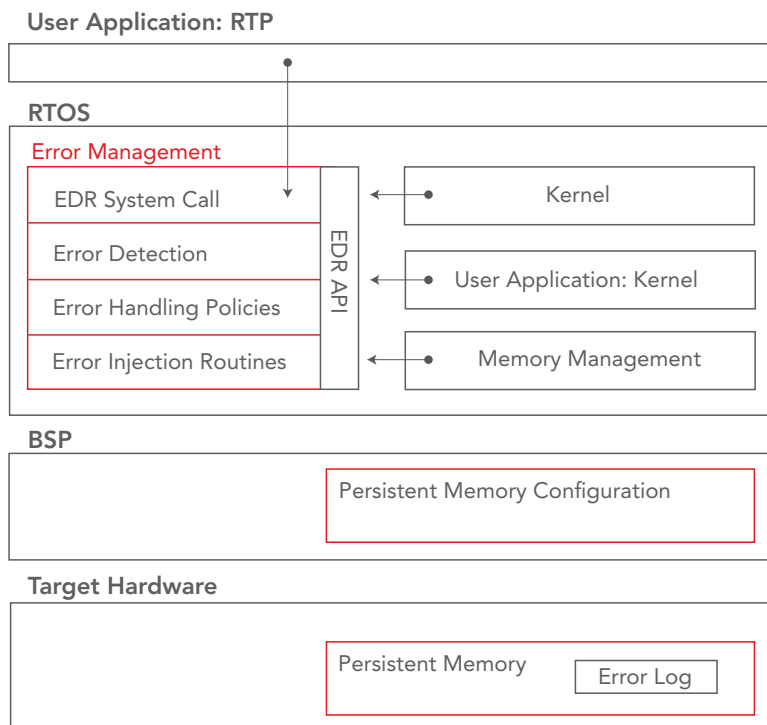 User Application: RTP
RTOS
Error Management
EDR System Call
Error Detection
Error Handling Policies
Error Injection Routines
EDR API
Kernel
User Application: Kernel
Memory Management
BSP
Persistent Memory Configuration
Target Hardware
Persistent Memory
Error Log